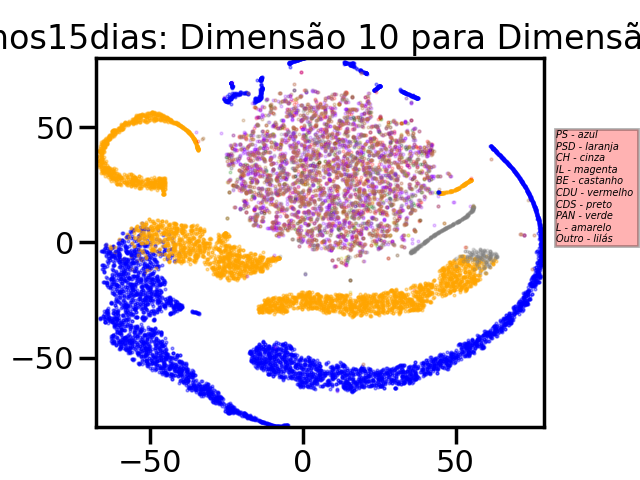 nos15dias: Dimensão 10 para Dimensã
50
0
−50
−50
0
50
PS - azul
PSD - laranja
CH - cinza
IL - magenta
BE - castanho
CDU - vermelho
CDS - preto
PAN - verde
L - amarelo
Outro - lilás